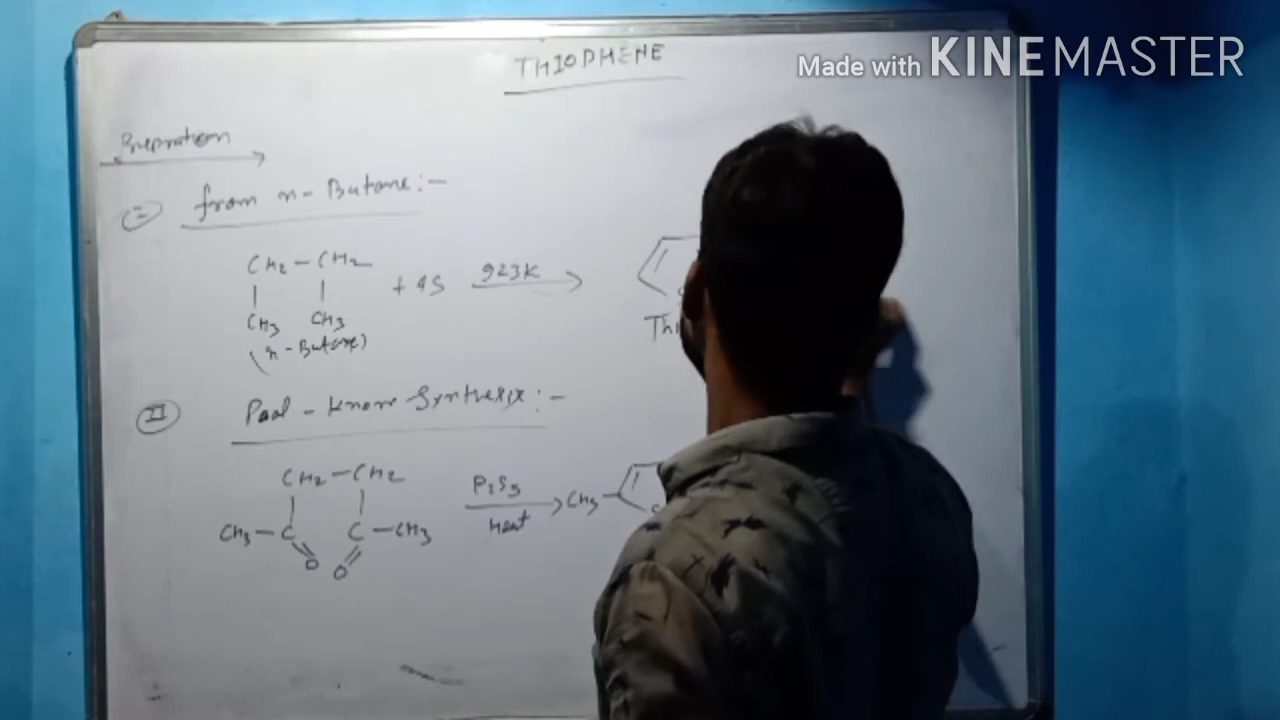 THIOPHENE
Made with KINEMASTER
Preparation
I from n-Butane:-
CH2-CH2
+ 4S 923K
CH3 CH3
(n-Butane)
Thi
II Paal-Knorr Synthesis:-
CH2-CH2
P2S5
CH3-C C-CH3
Heat
CH3
O O